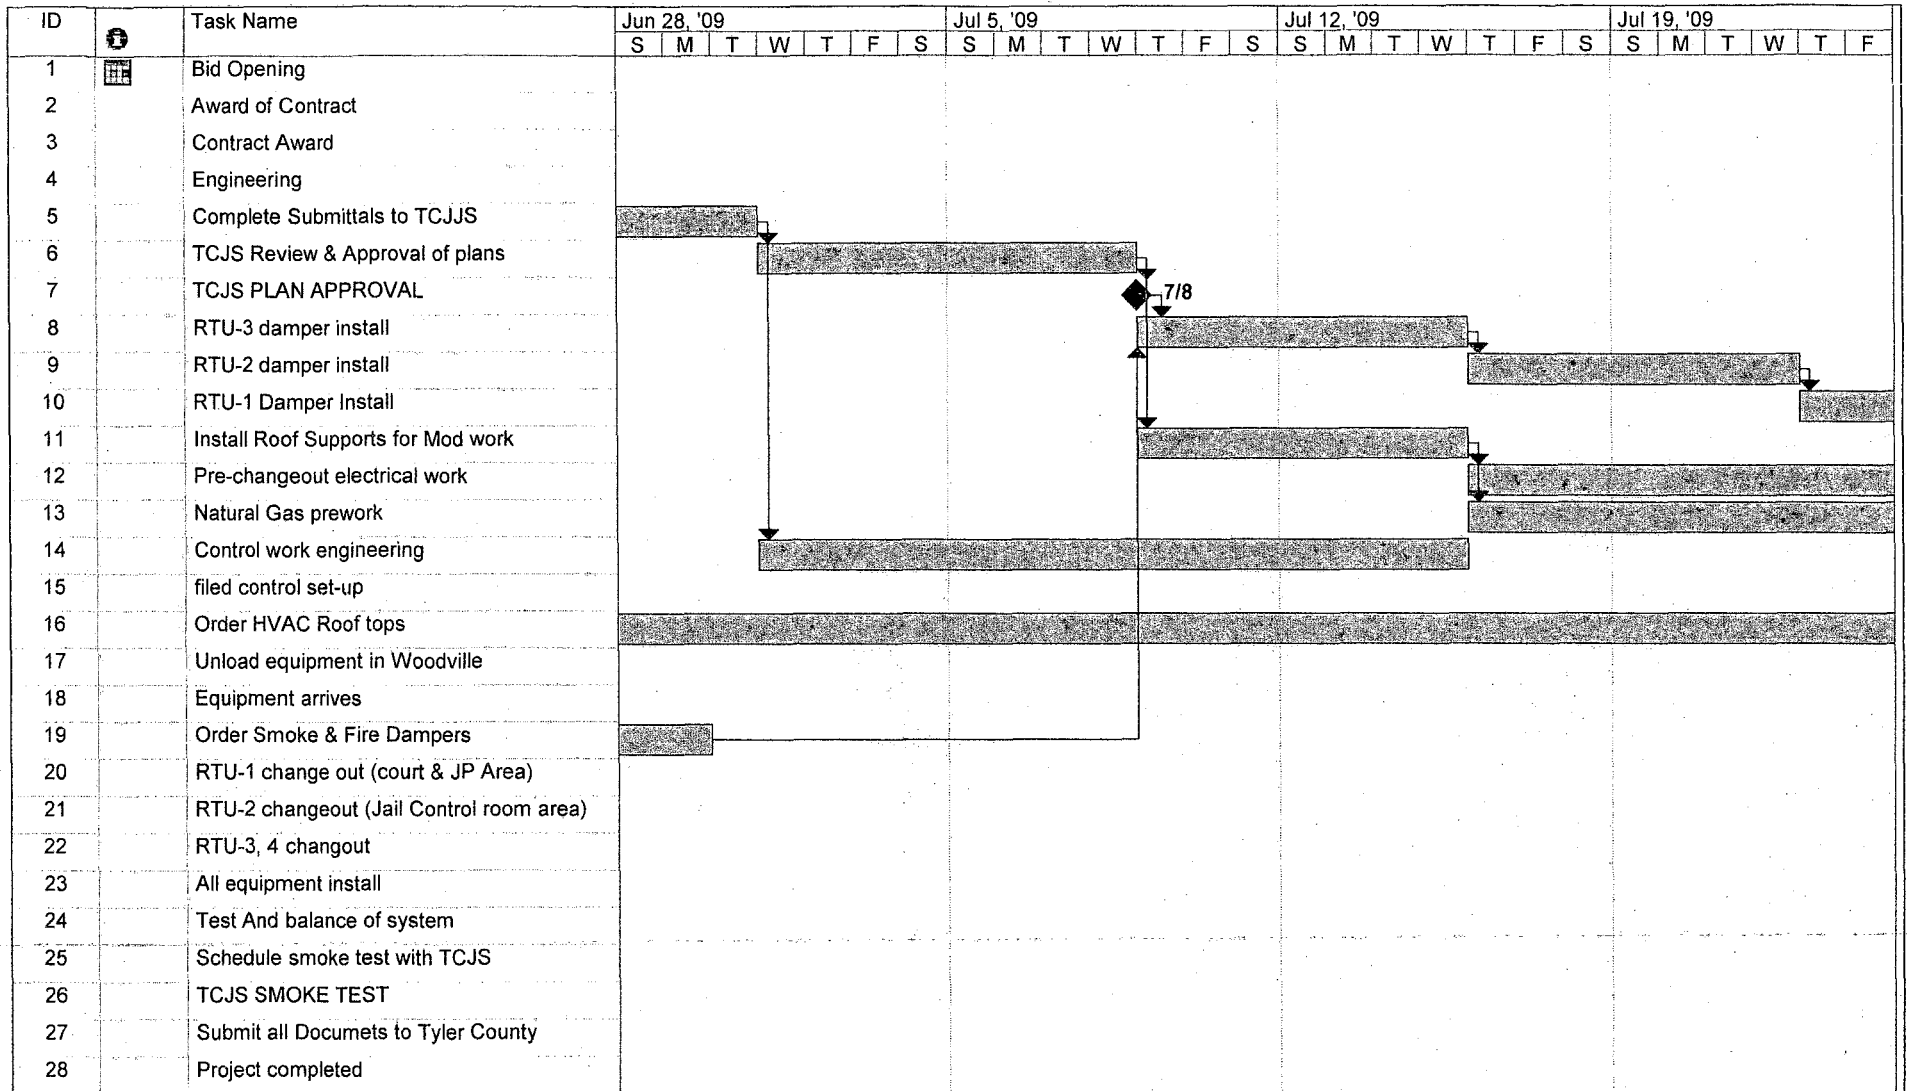 ID Task Name Jun 28, '09 Jul 5, '09 Jul 12, '09 Jul 19, '09
S M T W T F S S M T W T F S S M T W T F S S M T W T F
1 Bid Opening
2 Award of Contract
3 Contract Award
4 Engineering
5 Complete Submittals to TCJJS
6 TCJS Review & Approval of plans
7 TCJS PLAN APPROVAL 7/8
8 RTU-3 damper install
9 RTU-2 damper install
10 RTU-1 Damper Install
11 Install Roof Supports for Mod work
12 Pre-changeout electrical work
13 Natural Gas prework
14 Control work engineering
15 filed control set-up
16 Order HVAC Roof tops
17 Unload equipment in Woodville
18 Equipment arrives
19 Order Smoke & Fire Dampers
20 RTU-1 change out (court & JP Area)
21 RTU-2 changeout (Jail Control room area)
22 RTU-3, 4 changout
23 All equipment install
24 Test And balance of system
25 Schedule smoke test with TCJS
26 TCJS SMOKE TEST
27 Submit all Documets to Tyler County
28 Project completed